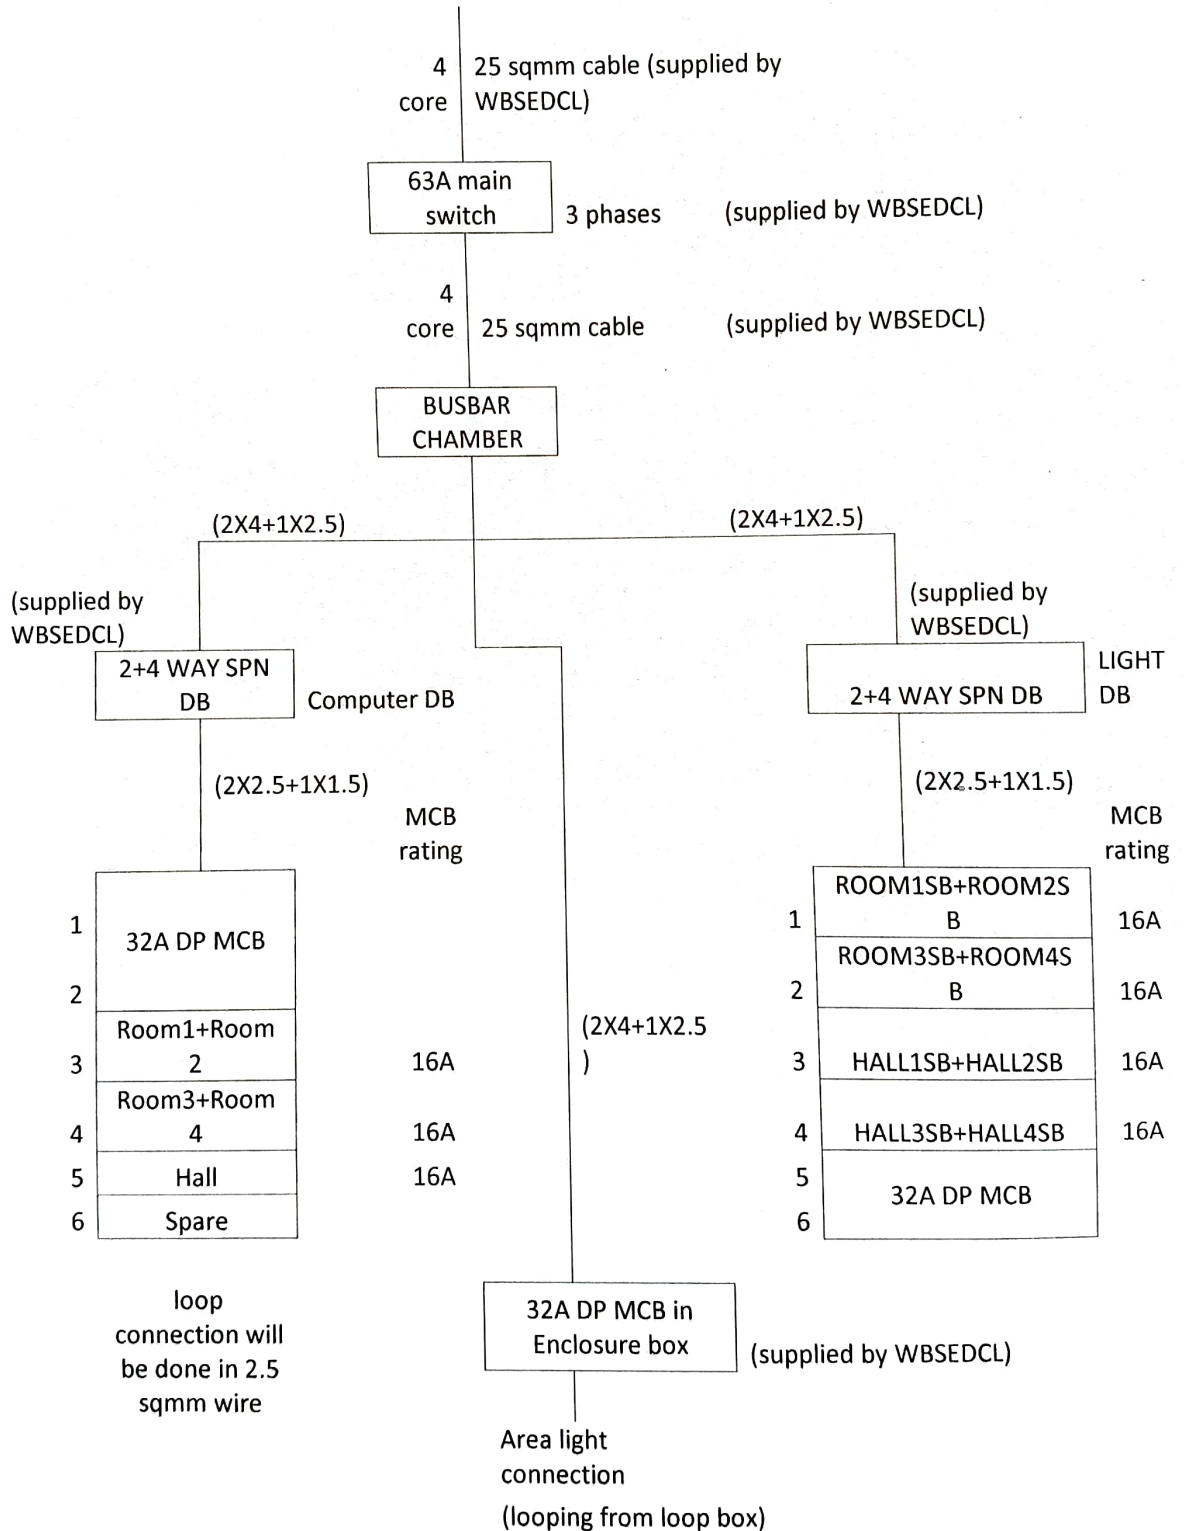 4
core
25 sqmm cable (supplied by
WBSEDCL)
63A main
switch
3 phases
(supplied by WBSEDCL)
4
core
25 sqmm cable
(supplied by WBSEDCL)
BUSBAR
CHAMBER
(2X4+1X2.5)
(2X4+1X2.5)
(supplied by
WBSEDCL)
2+4 WAY SPN
DB
Computer DB
(supplied by
WBSEDCL)
2+4 WAY SPN DB
LIGHT
DB
(2X2.5+1X1.5)
MCB
rating
1
2
32A DP MCB
3
Room1+Room
2
16A
4
Room3+Room
4
16A
5
Hall
16A
6
Spare
loop
connection will
be done in 2.5
sqmm wire
(2X4+1X2.5
)
32A DP MCB in
Enclosure box
(supplied by WBSEDCL)
Area light
connection
(looping from loop box)
(2X2.5+1X1.5)
MCB
rating
1
ROOM1SB+ROOM2S
B
16A
2
ROOM3SB+ROOM4S
B
16A
3
HALL1SB+HALL2SB
16A
4
HALL3SB+HALL4SB
16A
5
6
32A DP MCB